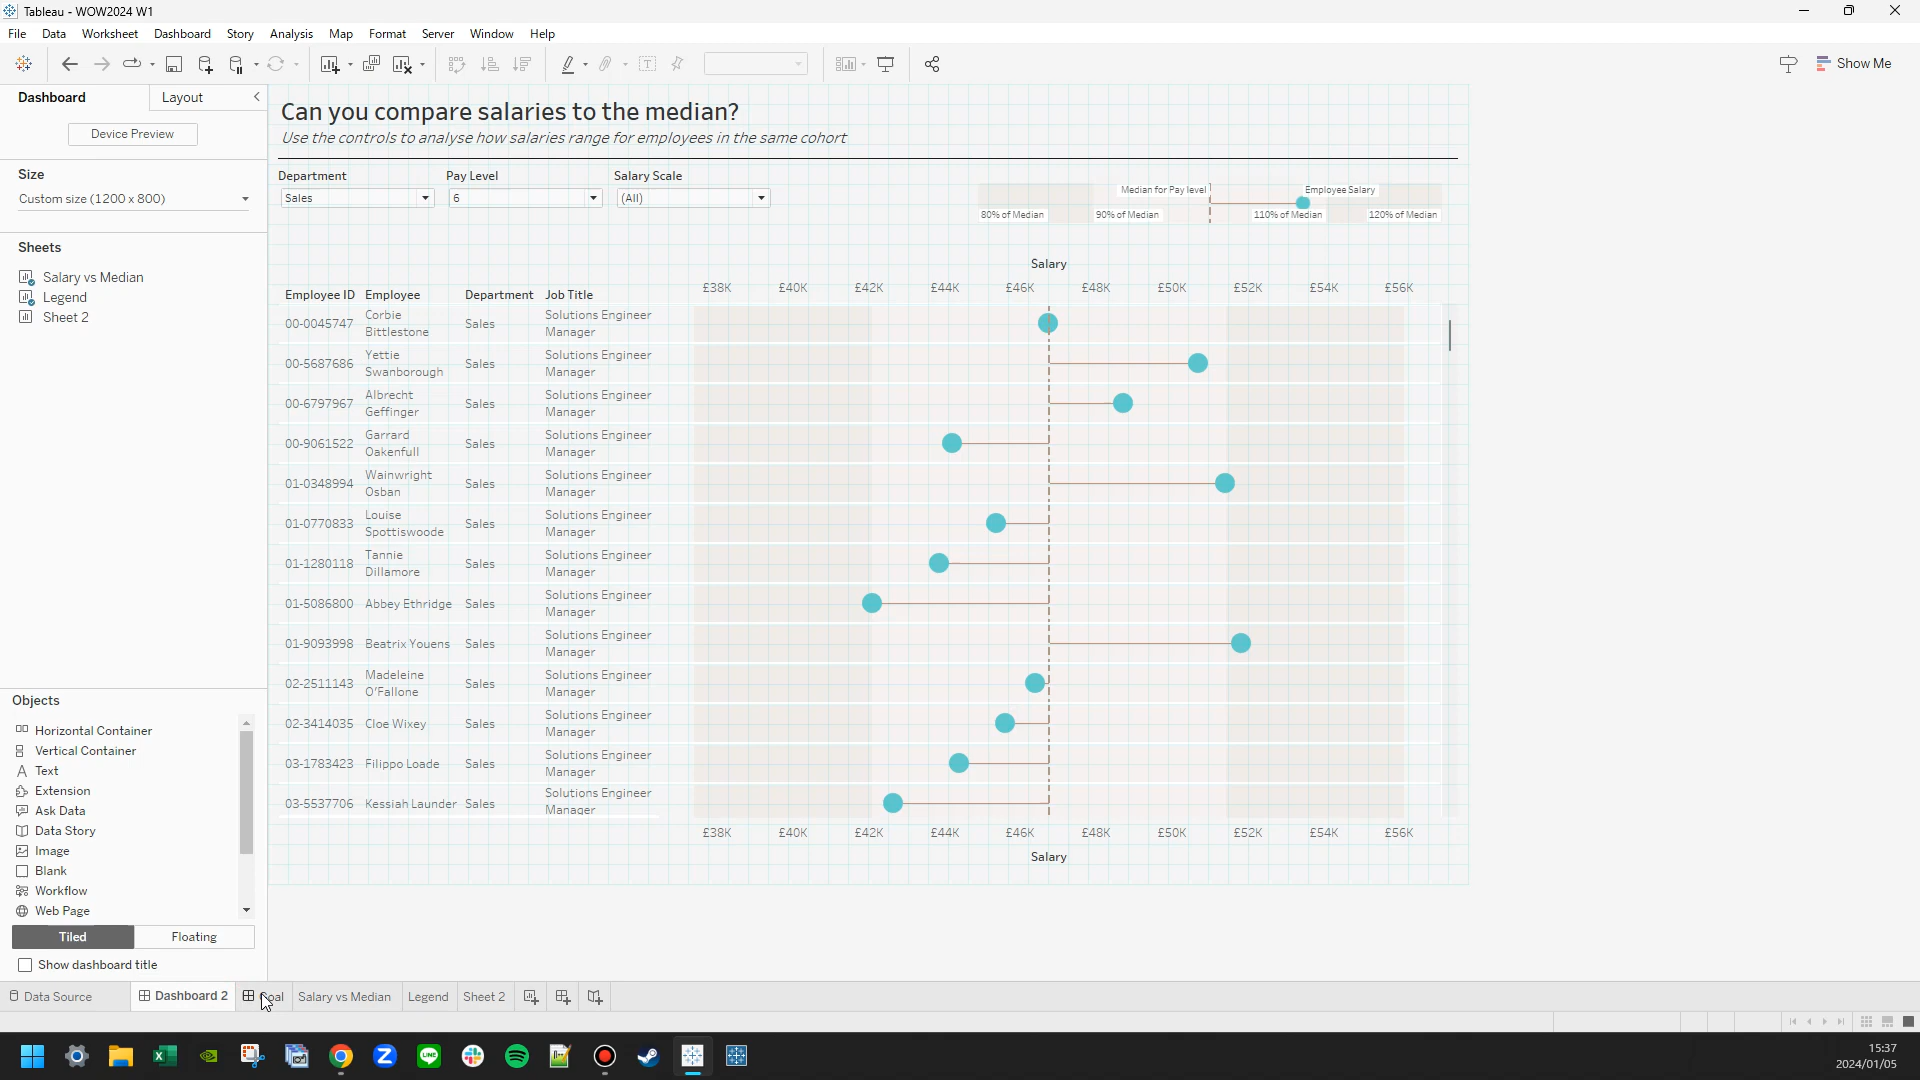 Tableau - WOW2024 W1
File Data Worksheet Dashboard Story Analysis Map Format Server Window Help
Show Me
Dashboard Layout
Device Preview
Size
Custom size (1200 x 800)
Sheets
Salary vs Median
Legend
Sheet 2
Objects
Horizontal Container
Vertical Container
Text
Extension
Ask Data
Data Story
Image
Blank
Workflow
Web Page
Tiled Floating
Show dashboard title
Can you compare salaries to the median?
Use the controls to analyse how salaries range for employees in the same cohort
Department Pay Level Salary Scale
Sales 6 (All)
Median for Pay level Employee Salary
80% of Median 90% of Median 110% of Median 120% of Median
Salary
£38K £40K £42K £44K £46K £48K £50K £52K £54K £56K
Employee ID Employee Department Job Title
00-0045747 Corbie Bittlestone Sales Solutions Engineer Manager
00-5687686 Yettie Swanborough Sales Solutions Engineer Manager
00-6797967 Albrecht Geffinger Sales Solutions Engineer Manager
00-9061522 Garrard Oakenfull Sales Solutions Engineer Manager
01-0348994 Wainwright Osban Sales Solutions Engineer Manager
01-0770833 Louise Spottiswoode Sales Solutions Engineer Manager
01-1280118 Tannie Dillamore Sales Solutions Engineer Manager
01-5086800 Abbey Ethridge Sales Solutions Engineer Manager
01-9093998 Beatrix Youens Sales Solutions Engineer Manager
02-2511143 Madeleine O'Fallone Sales Solutions Engineer Manager
02-3414035 Cloe Wixey Sales Solutions Engineer Manager
03-1783423 Filippo Loade Sales Solutions Engineer Manager
03-5537706 Kessiah Launder Sales Solutions Engineer Manager
£38K £40K £42K £44K £46K £48K £50K £52K £54K £56K
Salary
Data Source Dashboard 2 Salary vs Median Legend Sheet 2
15:37
2024/01/05